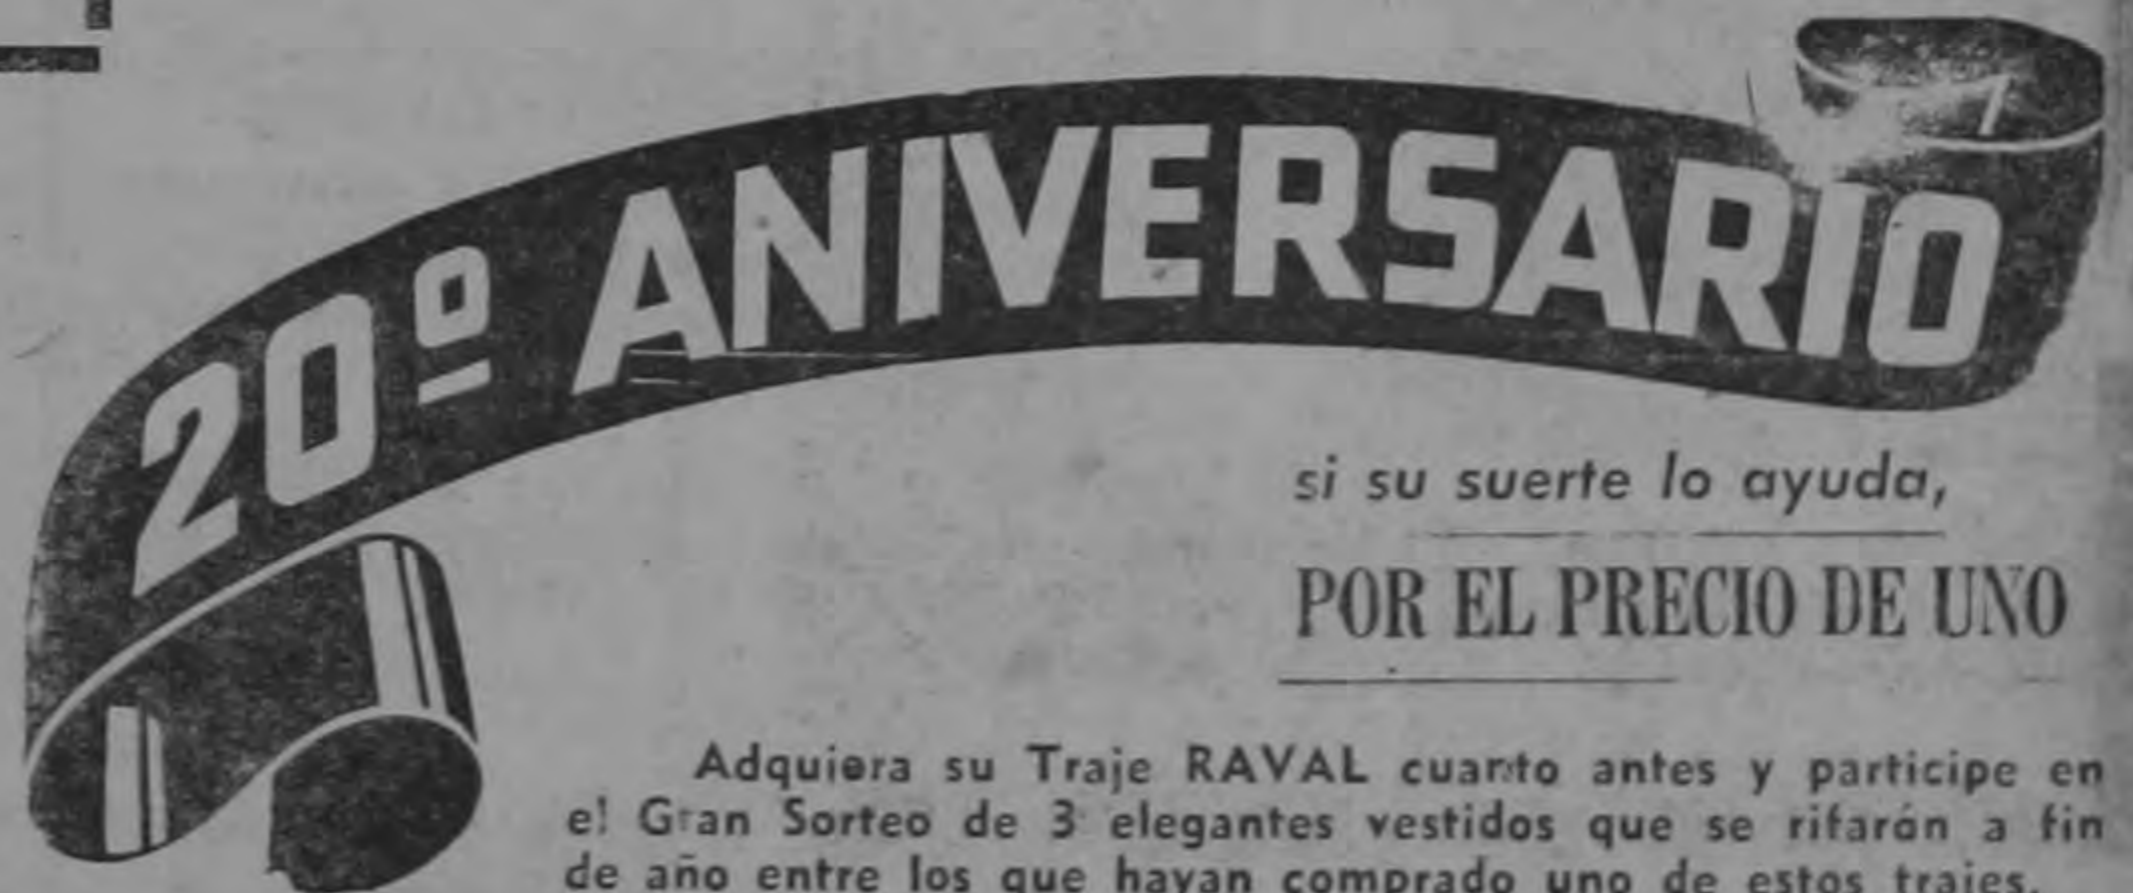 20º ANIVERSARIO
si su suerte lo ayuda,
POR EL PRECIO DE UNO
Adquiera su Traje RAVAL cuanto antes y participe en
el Gran Sorteo de 3 elegantes vestidos que se rifarán a fin
de año entre los que hayan comprado uno de estos trajes.